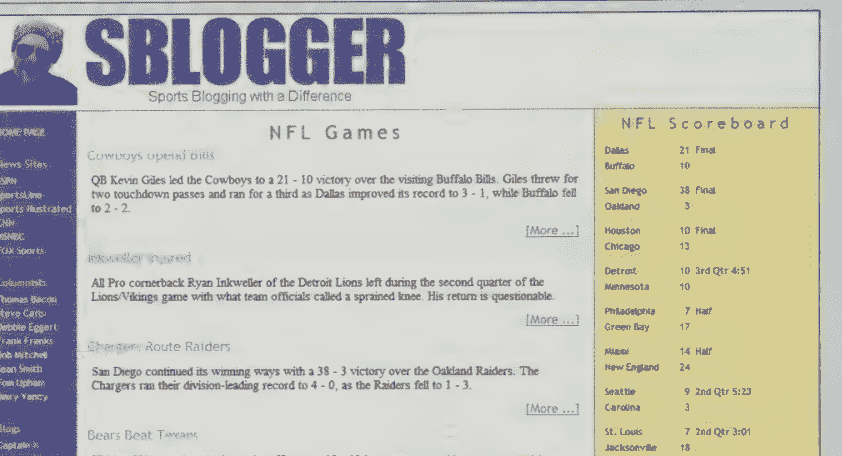 SBLOGGER
Sports Blogging with a Difference
HOME PAGE
News Sites
Sports Illustrated
CNN
MSNBC
FOX Sports
Columnists
Thomas Bacon
Debbie Eggert
Frank Franks
Bob Mitchell
Sean Smith
Tom Upham
Henry Yancy
Blogs
NFL Games
Cowboys upend Bills
QB Kevin Giles led the Cowboys to a 21 - 10 victory over the visiting Buffalo Bills. Giles threw for
two touchdown passes and ran for a third as Dallas improved its record to 3 - 1, while Buffalo fell
to 2 - 2.
[More ...]
Inkweller Injured
All Pro cornerback Ryan Inkweller of the Detroit Lions left during the second quarter of the
Lions/Vikings game with what team officials called a sprained knee. His return is questionable.
[More ...]
Chargers Route Raiders
San Diego continued its winning ways with a 38 - 3 victory over the Oakland Raiders. The
Chargers ran their division-leading record to 4 - 0, as the Raiders fell to 1 - 3.
[More ...]
Bears Beat Texans
NFL Scoreboard
Dallas 21 Final
Buffalo 10
San Diego 38 Final
Oakland 3
Houston 10 Final
Chicago 13
Detroit 10 3rd Qtr 4:51
Minnesota 10
Philadelphia 7 Half
Green Bay 17
Miami 14 Half
New England 24
Seattle 9 2nd Qtr 5:23
Carolina 3
St. Louis 7 2nd Qtr 3:01
Jacksonville 18